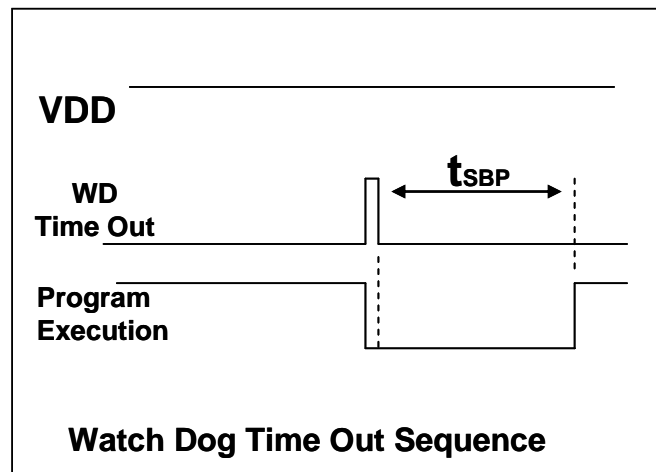 VDD
tSBP
WD
Time Out
Program
Execution
Watch Dog Time Out Sequence